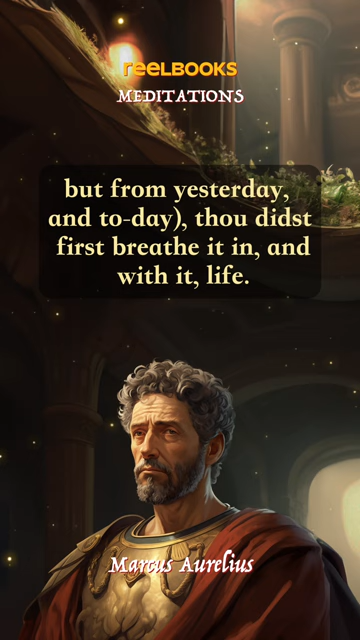 reelBOOKS
MEDITATIONS
but from yesterday,
and to-day), thou didst
first breathe it in, and
with it, life.
Marcus Aurelius